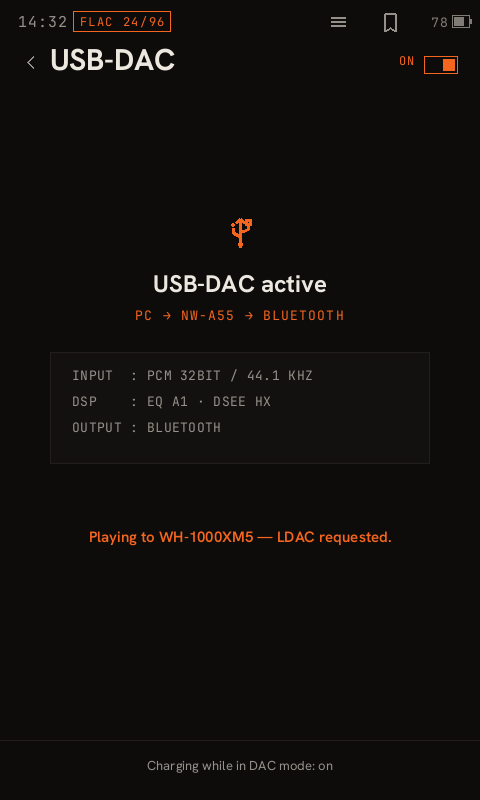 14:32 FLAC 24/96 78
USB-DAC ON
USB-DAC active
PC → NW-A55 → BLUETOOTH
INPUT : PCM 32BIT / 44.1 KHZ
DSP : EQ A1 · DSEE HX
OUTPUT : BLUETOOTH
Playing to WH-1000XM5 — LDAC requested.
Charging while in DAC mode: on